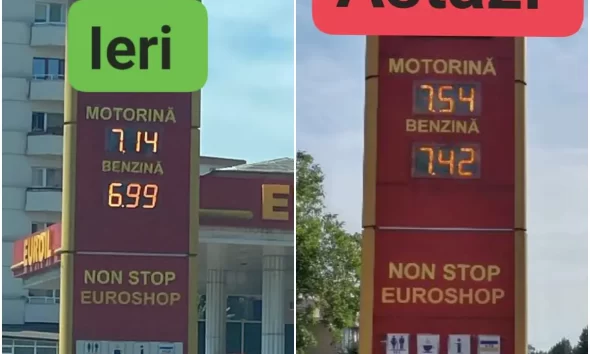 Ieri
MOTORINĂ
7.14
BENZINĂ
6.99
EUROIL
E
NON STOP
EUROSHOP
Astăzi
MOTORINĂ
7.54
BENZINĂ
7.42
NON STOP
EUROSHOP